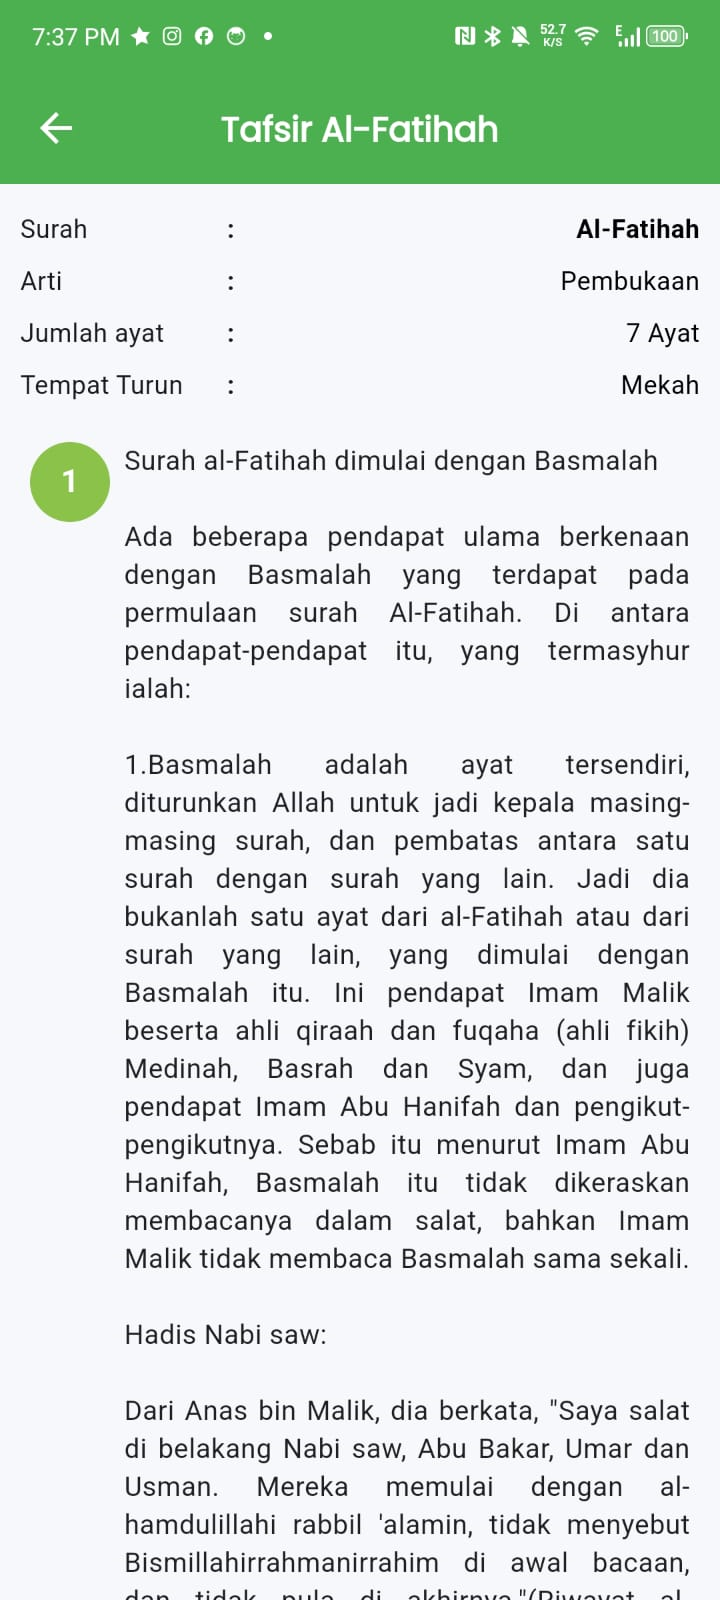 7:37 PM
52.7
K/S
E
100
Tafsir Al-Fatihah
Surah : Al-Fatihah
Arti : Pembukaan
Jumlah ayat : 7 Ayat
Tempat Turun : Mekah
1
Surah al-Fatihah dimulai dengan Basmalah
Ada beberapa pendapat ulama berkenaan
dengan Basmalah yang terdapat pada
permulaan surah Al-Fatihah. Di antara
pendapat-pendapat itu, yang termasyhur
ialah:
1.Basmalah adalah ayat tersendiri,
diturunkan Allah untuk jadi kepala masing-
masing surah, dan pembatas antara satu
surah dengan surah yang lain. Jadi dia
bukanlah satu ayat dari al-Fatihah atau dari
surah yang lain, yang dimulai dengan
Basmalah itu. Ini pendapat Imam Malik
beserta ahli qiraah dan fuqaha (ahli fikih)
Medinah, Basrah dan Syam, dan juga
pendapat Imam Abu Hanifah dan pengikut-
pengikutnya. Sebab itu menurut Imam Abu
Hanifah, Basmalah itu tidak dikeraskan
membacanya dalam salat, bahkan Imam
Malik tidak membaca Basmalah sama sekali.
Hadis Nabi saw:
Dari Anas bin Malik, dia berkata, "Saya salat
di belakang Nabi saw, Abu Bakar, Umar dan
Usman. Mereka memulai dengan al-
hamdulillahi rabbil 'alamin, tidak menyebut
Bismillahirrahmanirrahim di awal bacaan,
dan tidak pula di akhirnya."(Riwayat al-